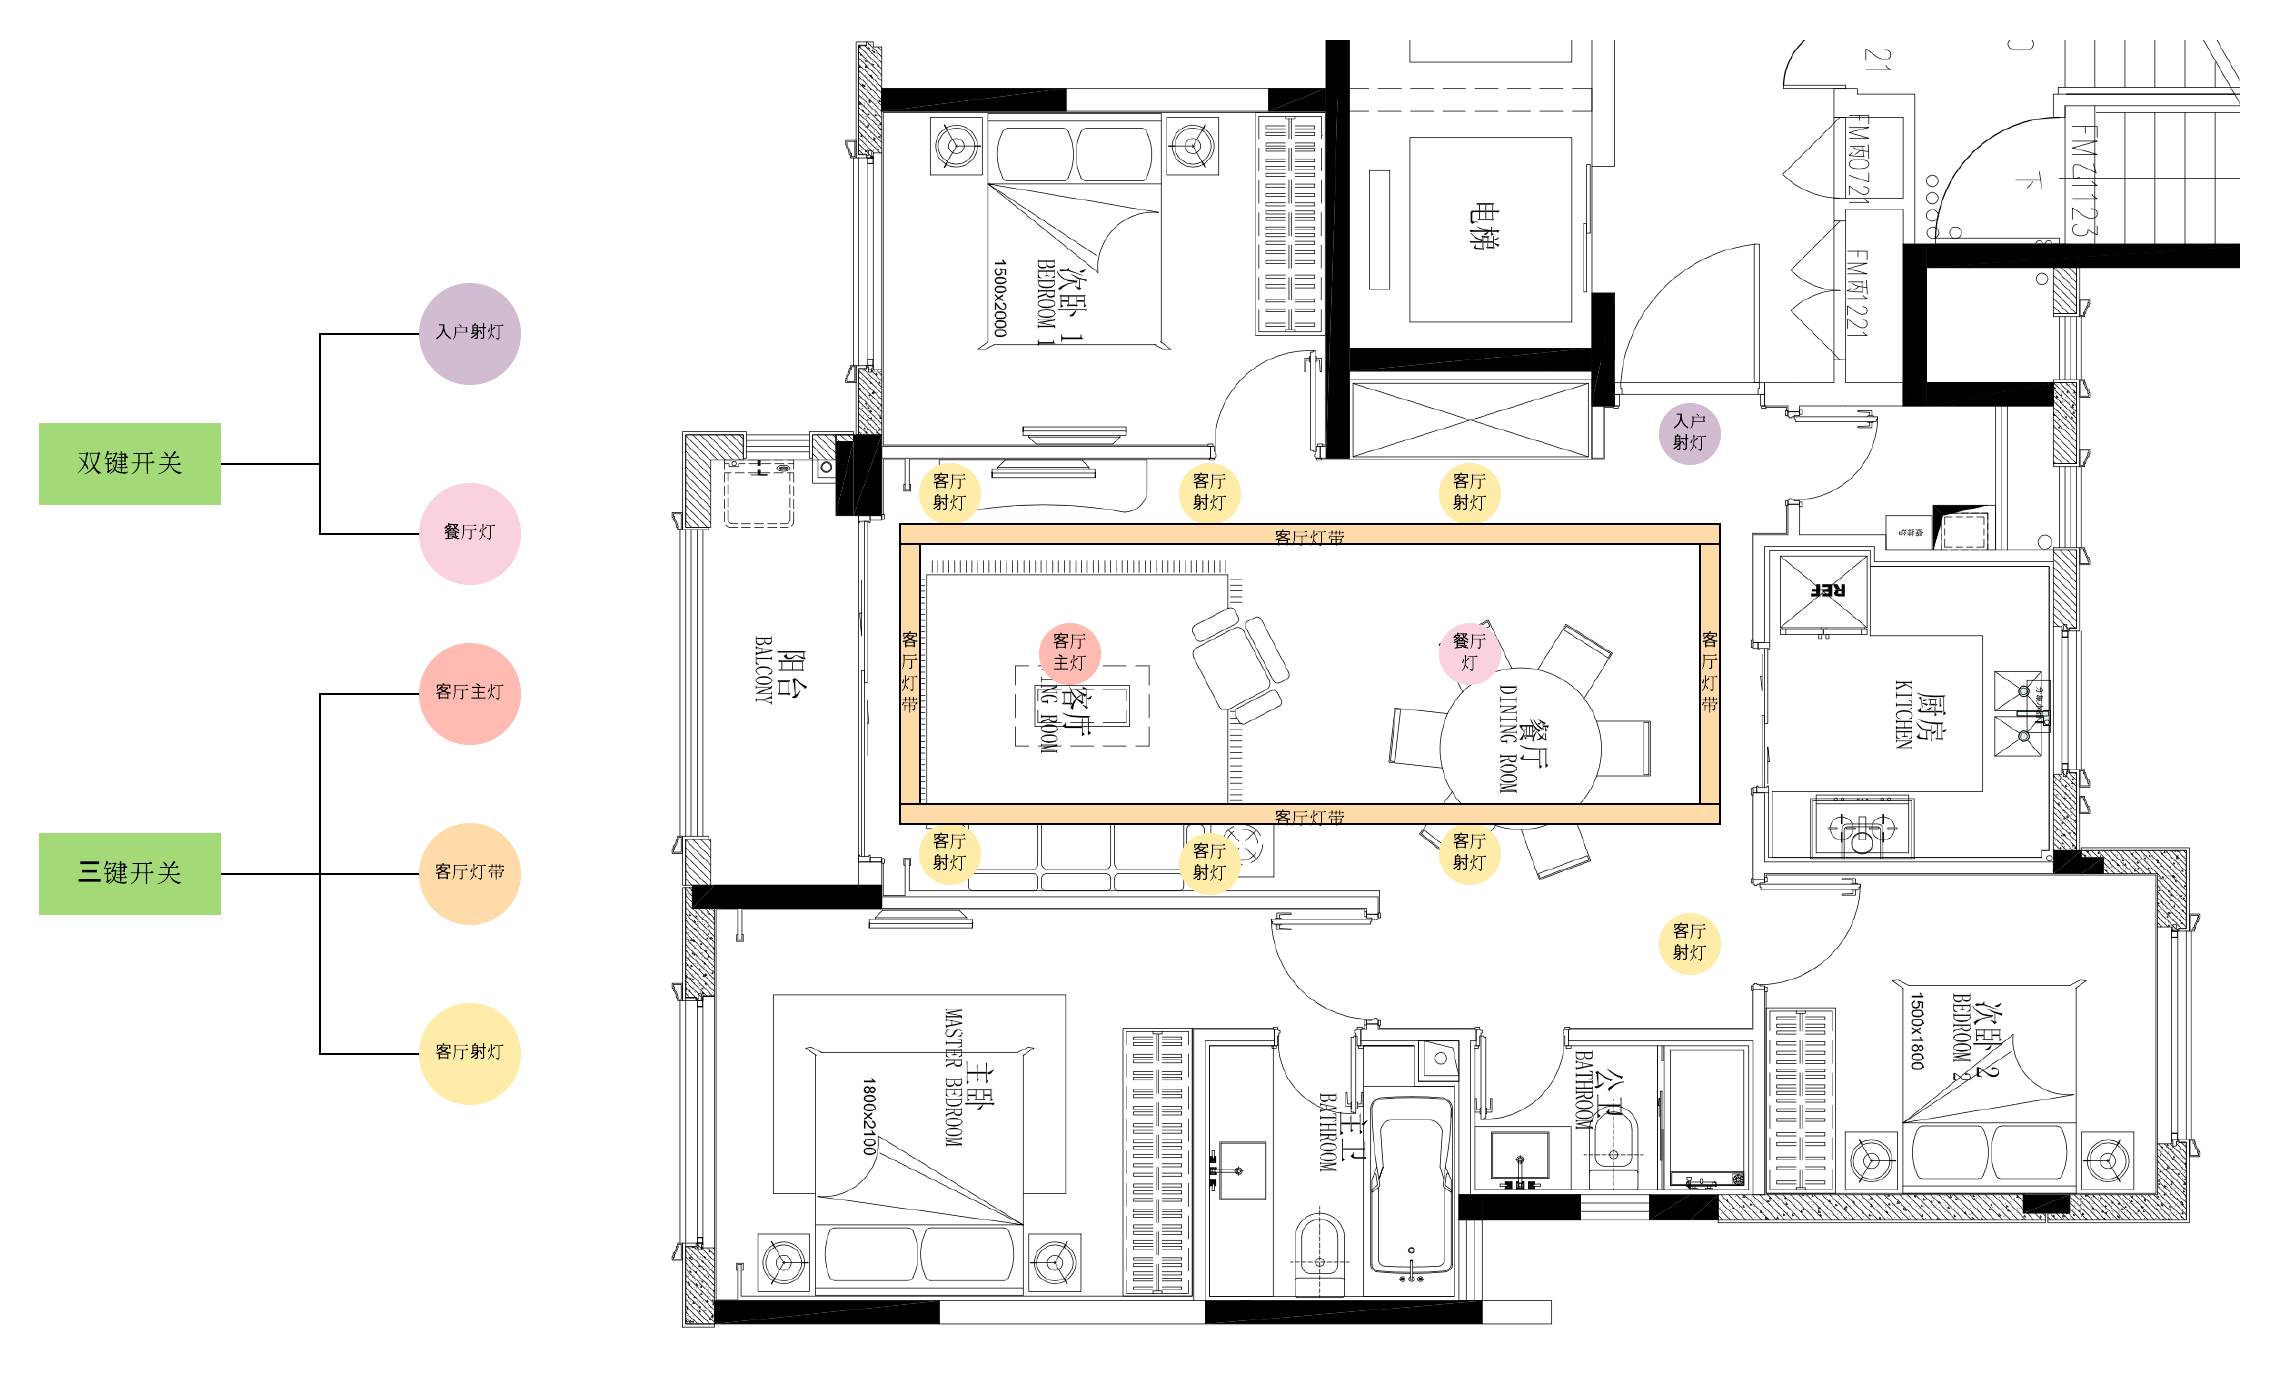 双键开关
入户射灯
餐厅灯
三键开关
客厅主灯
客厅灯带
客厅射灯
次卧 1
BEDROOM 1
1500x2000
电梯
21
FM丙0721
FM丙1221
FM乙1123
下
入户
射灯
客厅
射灯
客厅
射灯
客厅
射灯
客厅灯带
客厅灯带
客厅灯带
客厅灯带
阳台
BALCONY
客厅
主灯
客厅
ING ROOM
餐厅
灯
餐厅
DINING ROOM
REF
厨房
KITCHEN
客厅
射灯
客厅
射灯
客厅
射灯
客厅
射灯
主卧
MASTER BEDROOM
1800x2100
BATHROOM
BATHROOM
次卧 2
BEDROOM 2
1500x1800